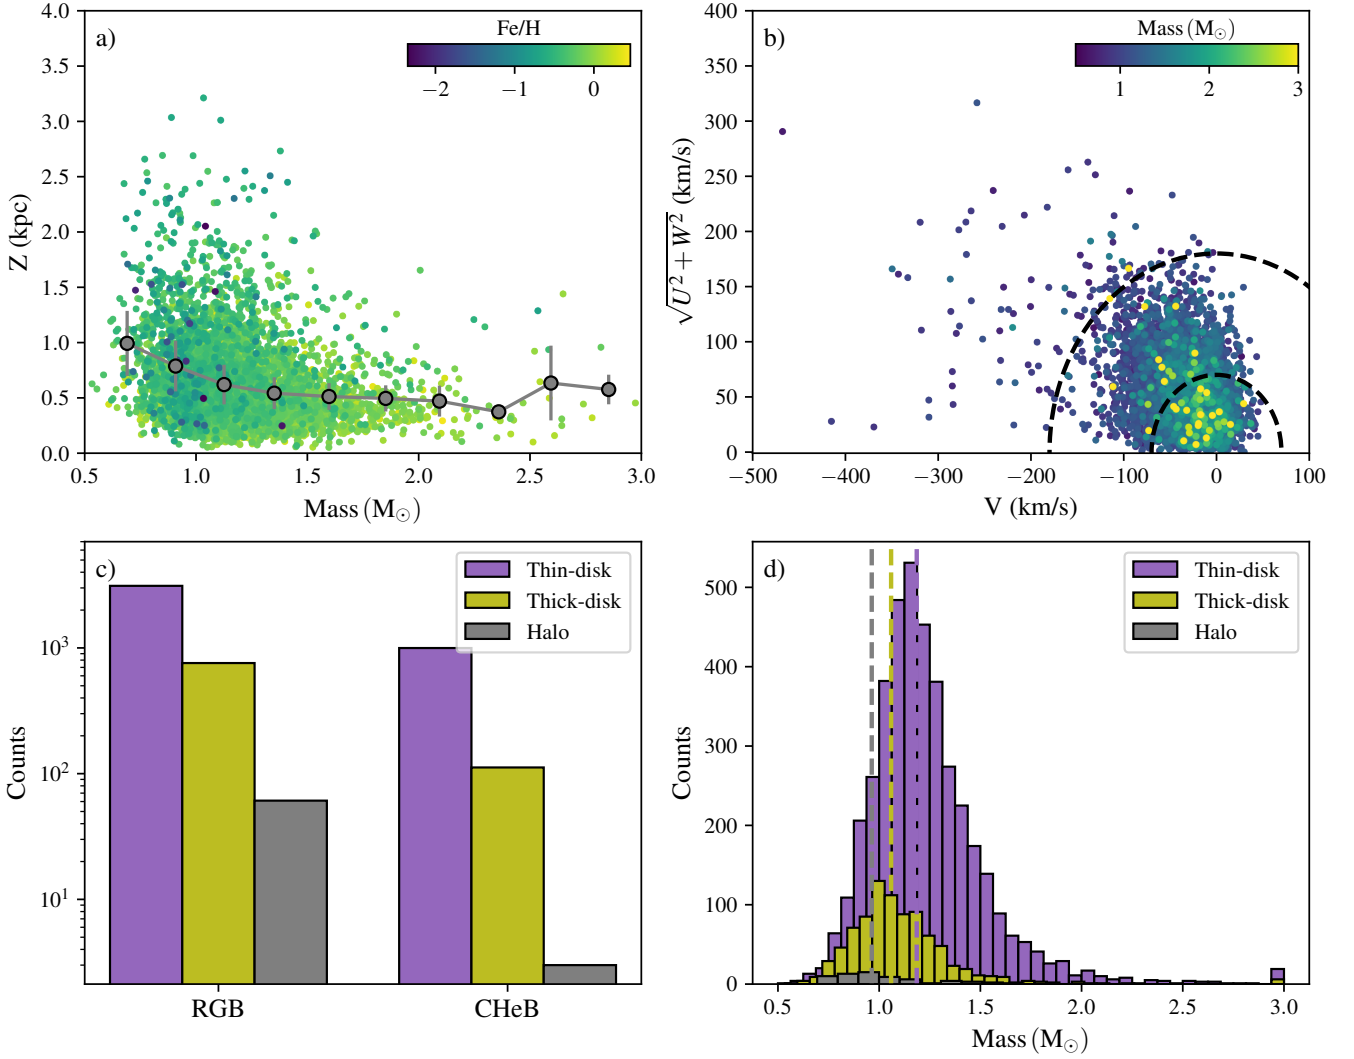 a)
Fe/H
−2 −1 0
4.0
3.5
3.0
2.5
2.0
1.5
1.0
0.5
0.0
Z (kpc)
0.5 1.0 1.5 2.0 2.5 3.0
Mass (M⊙)
b)
Mass (M⊙)
1 2 3
400
350
300
250
200
150
100
50
0
√U² + W² (km/s)
−500 −400 −300 −200 −100 0 100
V (km/s)
c)
Thin-disk
Thick-disk
Halo
10³
10²
10¹
Counts
RGB CHeB
d)
Thin-disk
Thick-disk
Halo
500
400
300
200
100
0
Counts
0.5 1.0 1.5 2.0 2.5 3.0
Mass (M⊙)